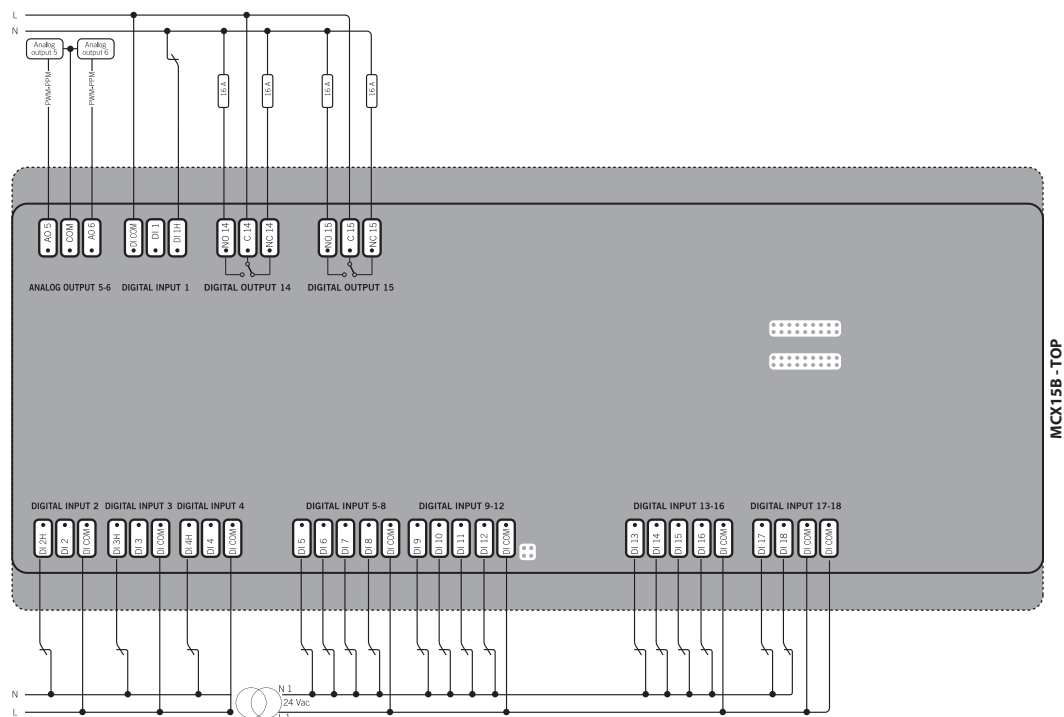 L
N
Analog
output 5
Analog
output 6
PWM-PPM
PWM-PPM
16 A
16 A
16 A
16 A
AO 5
COM
AO 6
DI COM
DI 1
DI 1H
NO 14
C 14
NC 14
NO 15
C 15
NC 15
ANALOG OUTPUT 5-6
DIGITAL INPUT 1
DIGITAL OUTPUT 14
DIGITAL OUTPUT 15
MCX15B - TOP
DIGITAL INPUT 2
DIGITAL INPUT 3
DIGITAL INPUT 4
DIGITAL INPUT 5-8
DIGITAL INPUT 9-12
DIGITAL INPUT 13-16
DIGITAL INPUT 17-18
DI 2H
DI 2
DI COM
DI 3H
DI 3
DI COM
DI 4H
DI 4
DI COM
DI 5
DI 6
DI 7
DI 8
DI COM
DI 9
DI 10
DI 11
DI 12
DI COM
DI 13
DI 14
DI 15
DI 16
DI COM
DI 17
DI 18
DI COM
DI COM
N
N 1
24 Vac
L
L 1